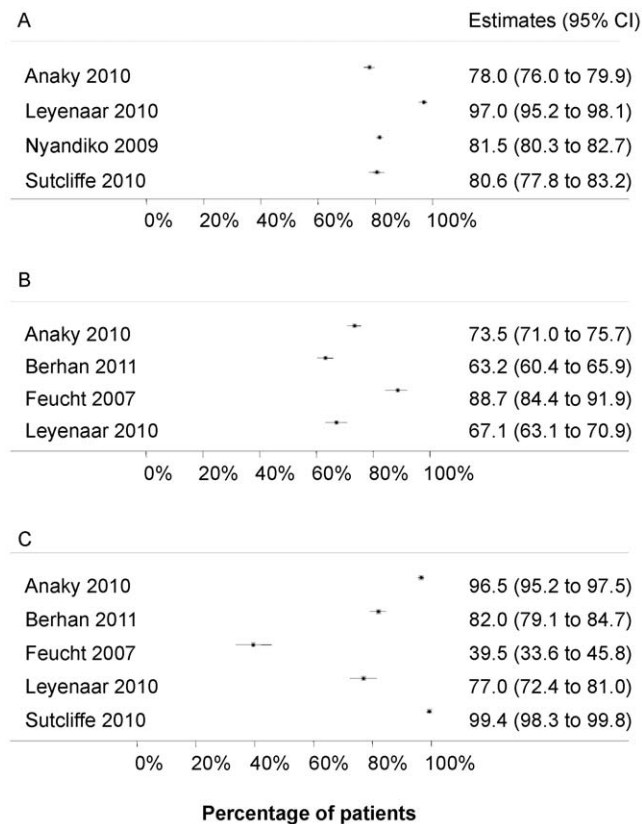 A Estimates (95% CI)
Anaky 2010 78.0 (76.0 to 79.9)
Leyenaar 2010 97.0 (95.2 to 98.1)
Nyandiko 2009 81.5 (80.3 to 82.7)
Sutcliffe 2010 80.6 (77.8 to 83.2)
0% 20% 40% 60% 80% 100%
B
Anaky 2010 73.5 (71.0 to 75.7)
Berhan 2011 63.2 (60.4 to 65.9)
Feucht 2007 88.7 (84.4 to 91.9)
Leyenaar 2010 67.1 (63.1 to 70.9)
0% 20% 40% 60% 80% 100%
C
Anaky 2010 96.5 (95.2 to 97.5)
Berhan 2011 82.0 (79.1 to 84.7)
Feucht 2007 39.5 (33.6 to 45.8)
Leyenaar 2010 77.0 (72.4 to 81.0)
Sutcliffe 2010 99.4 (98.3 to 99.8)
0% 20% 40% 60% 80% 100%
Percentage of patients